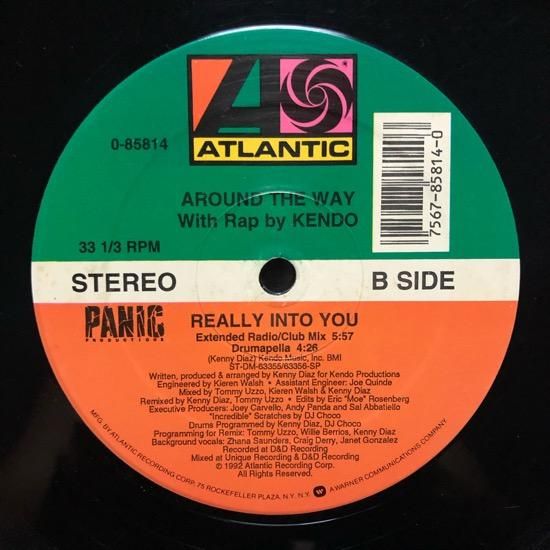 ATLANTIC
0-85814
AROUND THE WAY
With Rap by KENDO
7567-85814-0
33 1/3 RPM
STEREO
B SIDE
PANIC
PRODUCTIONS
REALLY INTO YOU
Extended Radio/Club Mix 5:57
Drumapella 4:26
(Kenny Diaz) Kendo Music, Inc. BMI
ST-DM-63355/63356-SP
Written, produced & arranged by Kenny Diaz for Kendo Productions
Engineered by Kieren Walsh • Assistant Engineer: Joe Quinde
Mixed by Tommy Uzzo, Kieren Walsh & Kenny Diaz
Remixed by Kenny Diaz, Tommy Uzzo • Edits by Eric "Moe" Rosenberg
Executive Producers: Joey Carvello, Andy Panda and Sal Abbatiello
"Incredible" Scratches by DJ Choco
Drums Programmed by Kenny Diaz, DJ Choco
Programming for Remix: Tommy Uzzo, Willie Berrios, Kenny Diaz
Background vocals: Zhana Saunders, Craig Derry, Janet Gonzalez
Recorded at D&D Recording
Mixed at Unique Recording & D&D Recording
© 1992 Atlantic Recording Corp.
All Rights Reserved.
MFG. BY ATLANTIC RECORDING CORP. 75 ROCKEFELLER PLAZA, N.Y. N.Y. A WARNER COMMUNICATIONS COMPANY.